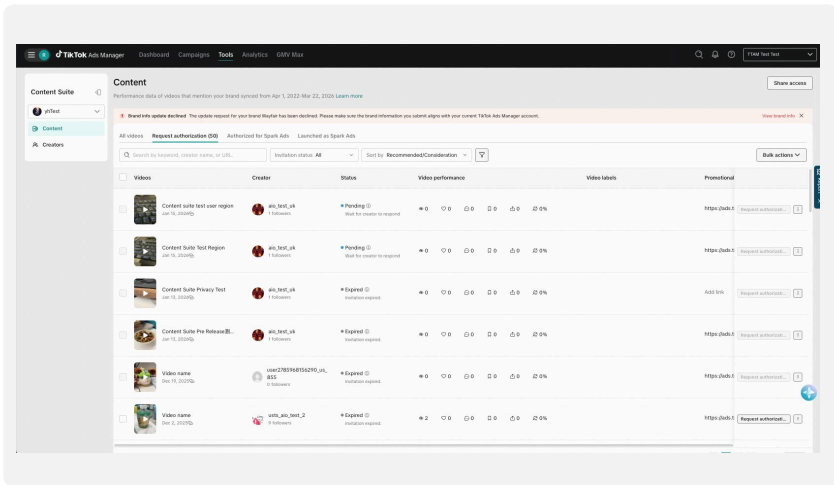 TikTok Ads Manager
Dashboard Campaigns Tools Analytics GMV Max
TTAM Test Test
Content Suite
yhTest
Content
Creators
Content
Share access
Performance data of videos that mention your brand synced from Apr 1, 2022-Mar 22, 2026 Learn more
Brand info update declined The update request for your brand Wayfair has been declined. Please make sure the brand information you submit aligns with your current TikTok Ads Manager account. View brand info
All videos Request authorization (50) Authorized for Spark Ads Launched as Spark Ads
Search by keyword, creator name, or URL. Invitation status All Sort by Recommended/Consideration Bulk actions
Videos Creator Status Video performance Video labels Promotional
Content suite test user region aio_test_uk Pending 0 0 0 0 0 0% https://ads.t Request authorizati...
Jan 15, 2026 1 followers Wait for creator to respond
Content Suite Test Region aio_test_uk Pending 0 0 0 0 0 0% https://ads.t Request authorizati...
Jan 15, 2026 1 followers Wait for creator to respond
Content Suite Privacy Test aio_test_uk Expired 0 0 0 0 0 0% Add link Request authorizati...
Jan 13, 2026 1 followers Invitation expired.
Content Suite Pre Release aio_test_uk Expired 0 0 0 0 0 0% https://ads.t Request authorizati...
Jan 13, 2026 1 followers Invitation expired.
Video name user2785968156290_us_855 Expired 0 0 0 0 0 0% https://ads.t Request authorizati...
Dec 19, 2025 0 followers Invitation expired.
Video name usts_aio_test_2 Expired 2 0 0 0 0 0% https://ads.t Request authorizati...
Dec 2, 2025 Invitation expired.